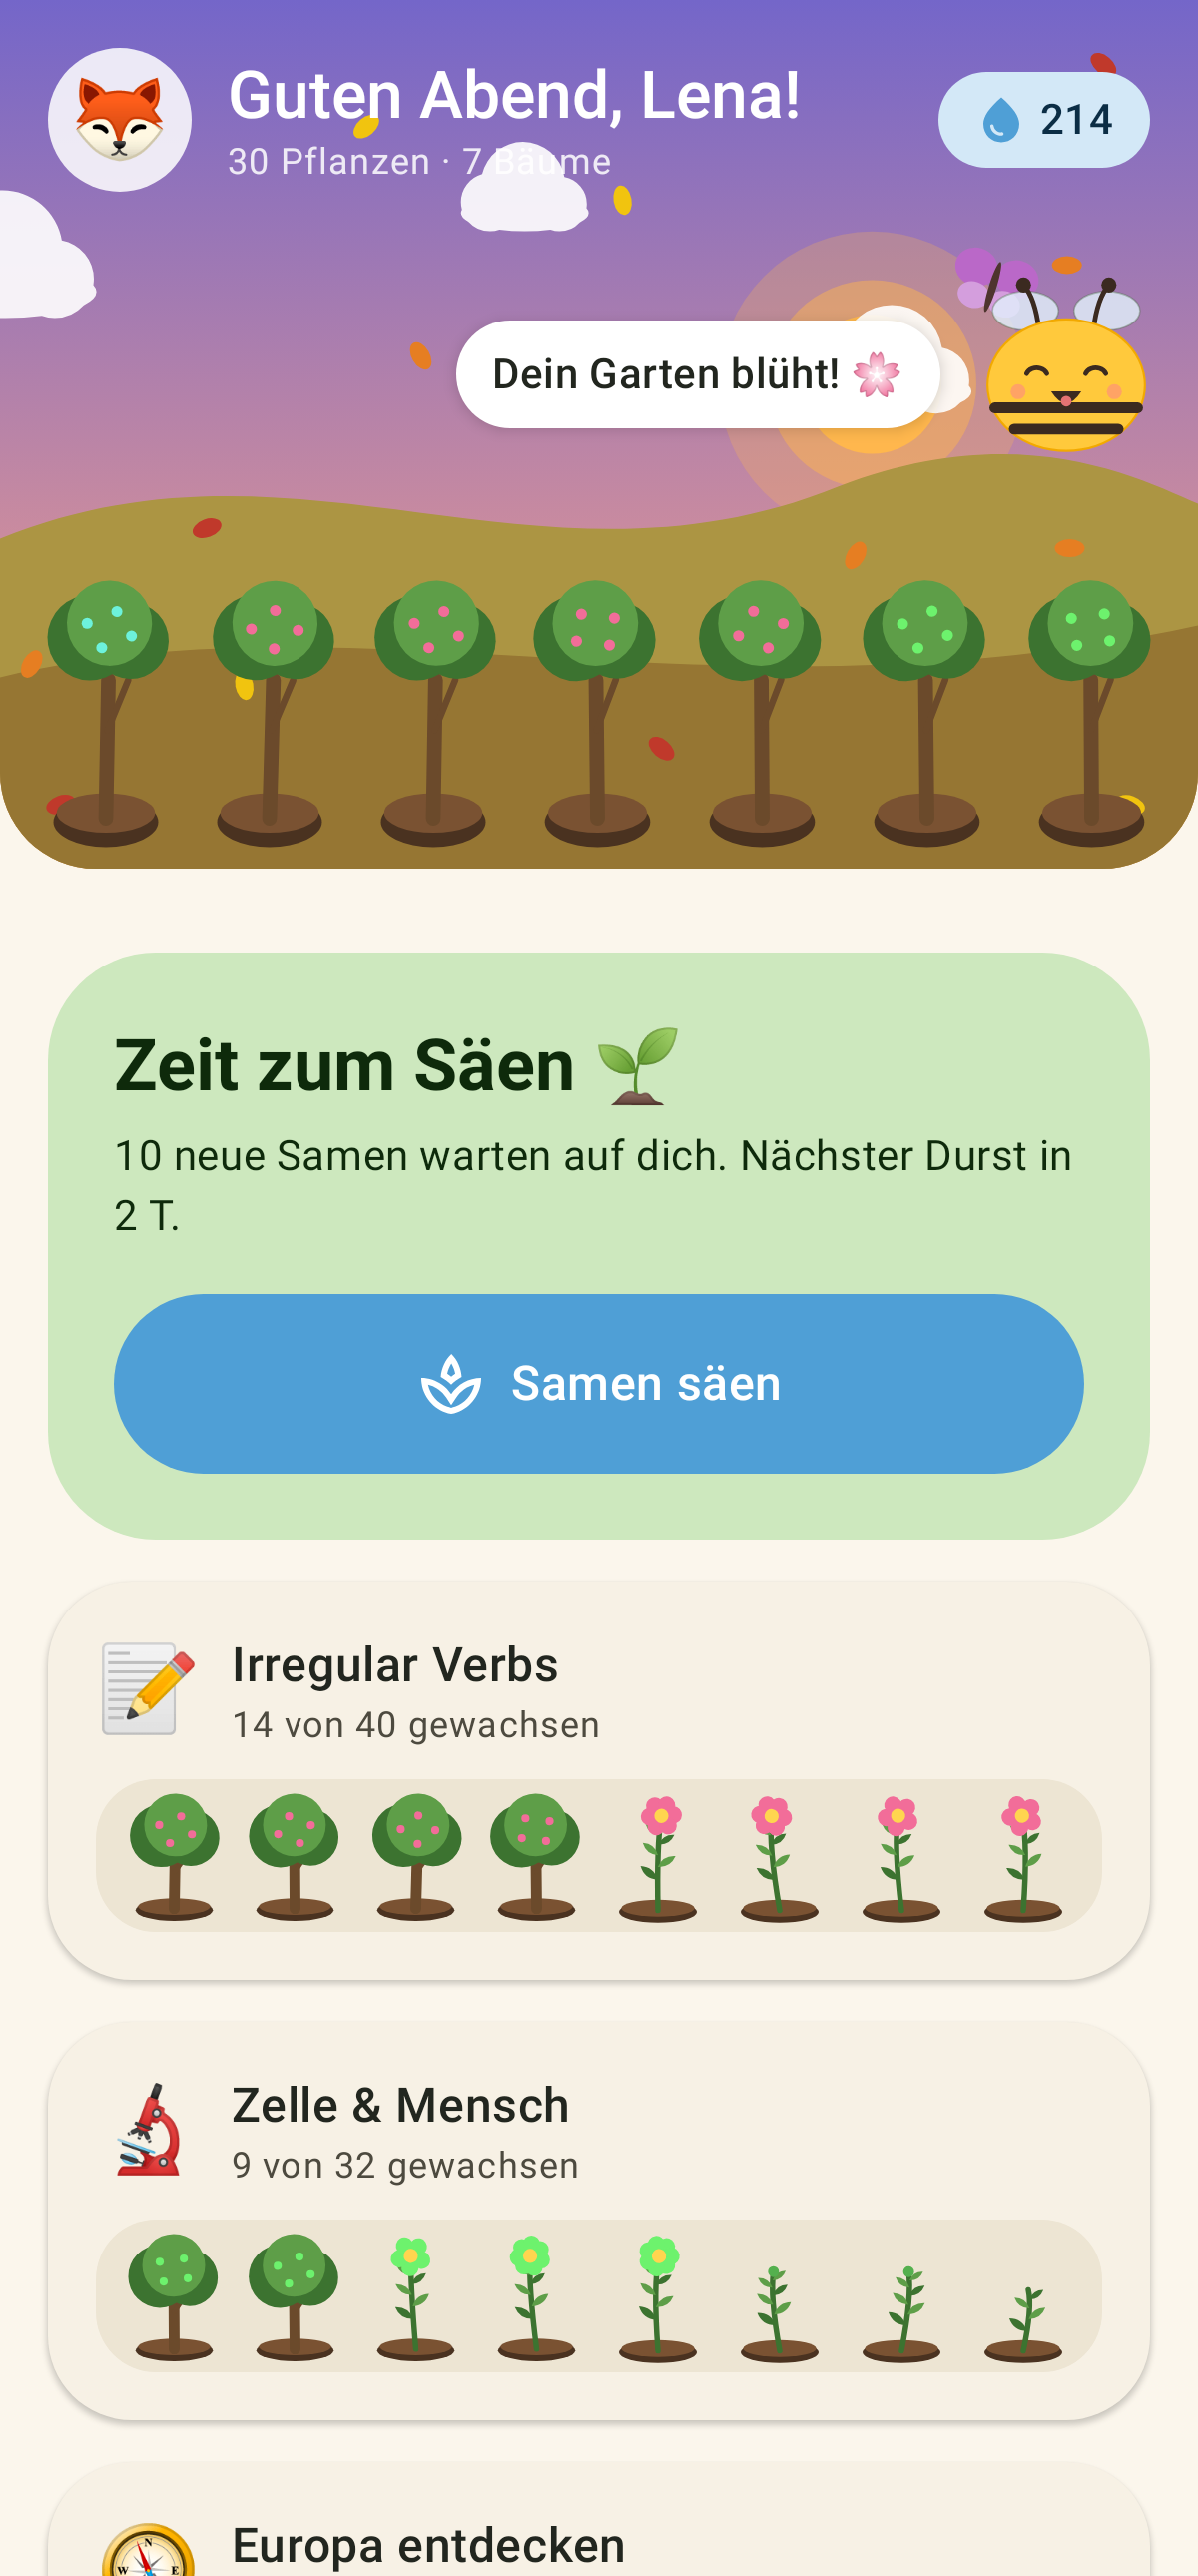 Guten Abend, Lena!
214
30 Pflanzen · 7 Bäume
Dein Garten blüht! 🌸
Zeit zum Säen 🌱
10 neue Samen warten auf dich. Nächster Durst in
2 T.
Samen säen
Irregular Verbs
14 von 40 gewachsen
Zelle & Mensch
9 von 32 gewachsen
Europa entdecken
N
W E